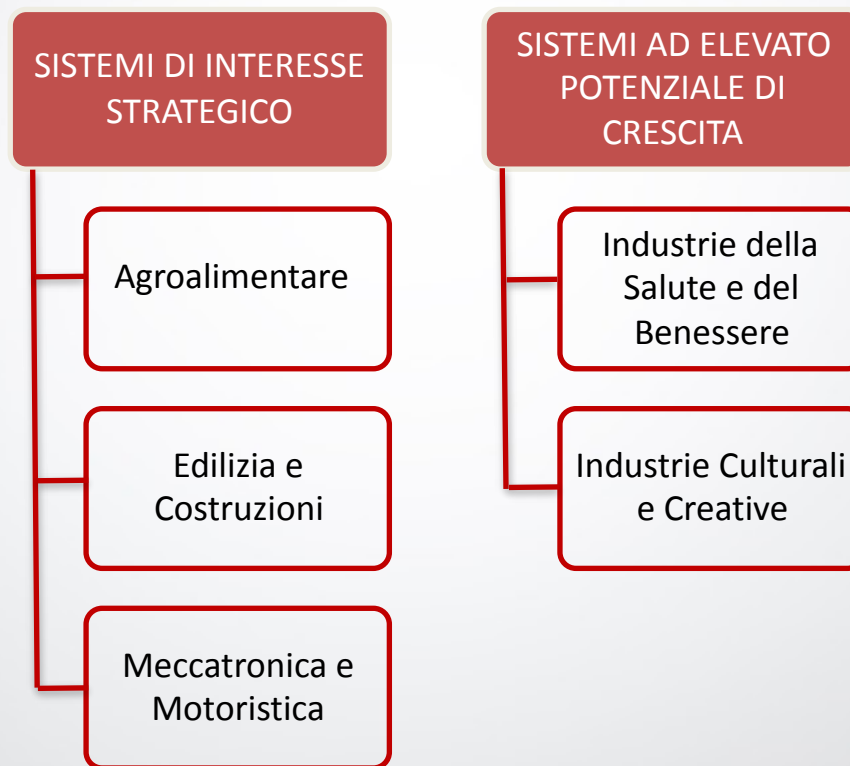 SISTEMI DI INTERESSE
STRATEGICO
Agroalimentare
Edilizia e
Costruzioni
Meccatronica e
Motoristica
SISTEMI AD ELEVATO
POTENZIALE DI
CRESCITA
Industrie della
Salute e del
Benessere
Industrie Culturali
e Creative